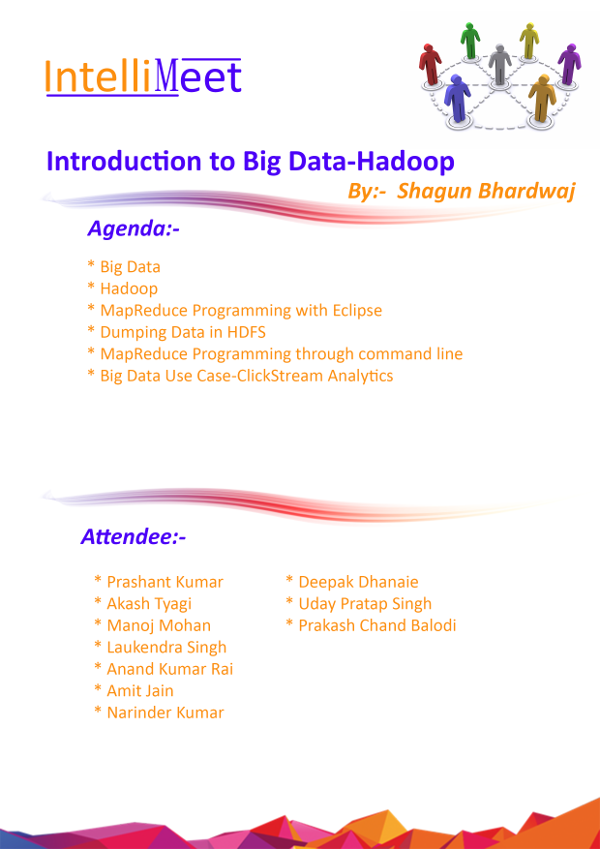 IntelliMeet
Introduction to Big Data-Hadoop
By:- Shagun Bhardwaj
Agenda:-
* Big Data
* Hadoop
* MapReduce Programming with Eclipse
* Dumping Data in HDFS
* MapReduce Programming through command line
* Big Data Use Case-ClickStream Analytics
Attendee:-
* Prashant Kumar
* Akash Tyagi
* Manoj Mohan
* Laukendra Singh
* Anand Kumar Rai
* Amit Jain
* Narinder Kumar
* Deepak Dhanaie
* Uday Pratap Singh
* Prakash Chand Balodi